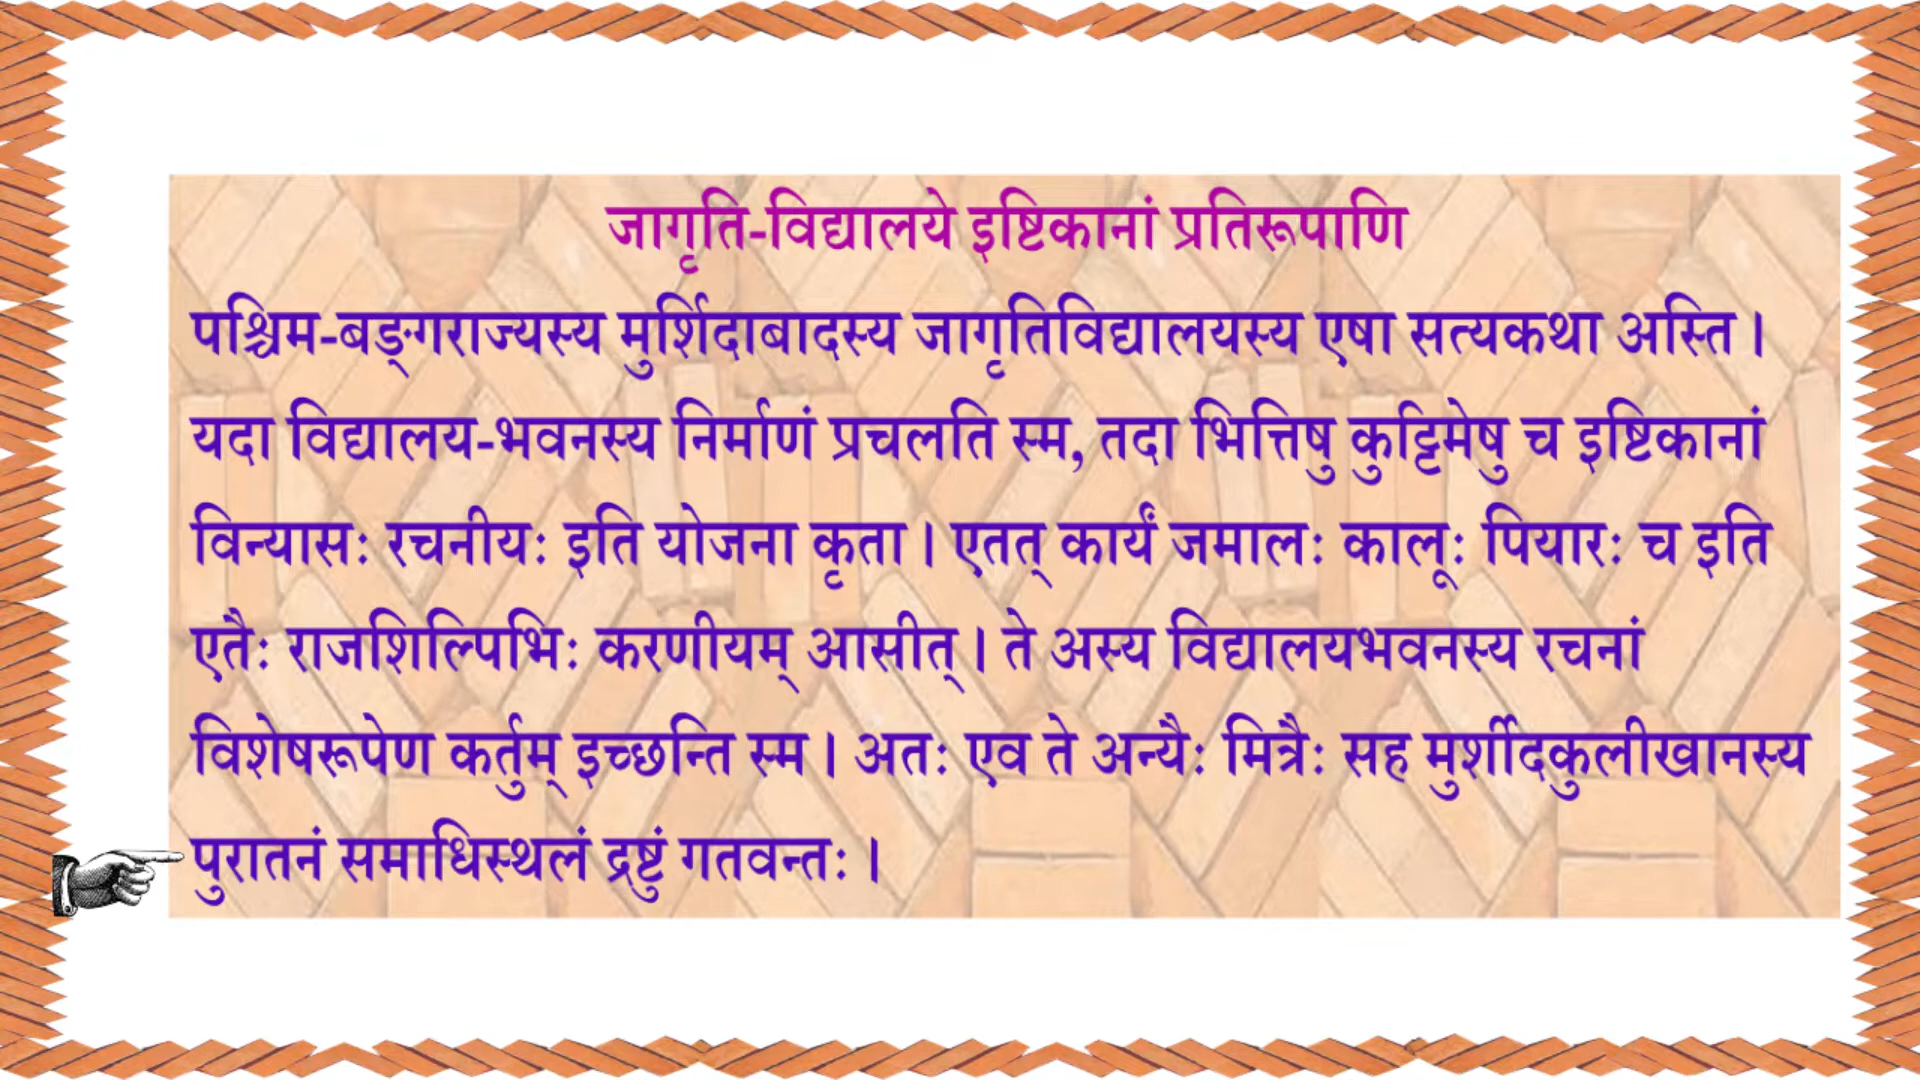 जागृति-विद्यालये इष्टिकानां प्रतिरूपाणि
पश्चिम-बङ्गराज्यस्य मुर्शिदाबादस्य जागृतिविद्यालयस्य एषा सत्यकथा अस्ति ।
यदा विद्यालय-भवनस्य निर्माणं प्रचलति स्म, तदा भित्तिषु कुट्टिमेषु च इष्टिकानां
विन्यासः रचनीयः इति योजना कृता । एतत् कार्यं जमालः कालूः पियारः च इति
एतैः राजशिल्पिभिः करणीयम् आसीत् । ते अस्य विद्यालयभवनस्य रचनां
विशेषरूपेण कर्तुम् इच्छन्ति स्म । अतः एव ते अन्यैः मित्रैः सह मुर्शीदकुलीखानस्य
पुरातनं समाधिस्थलं द्रष्टुं गतवन्तः ।